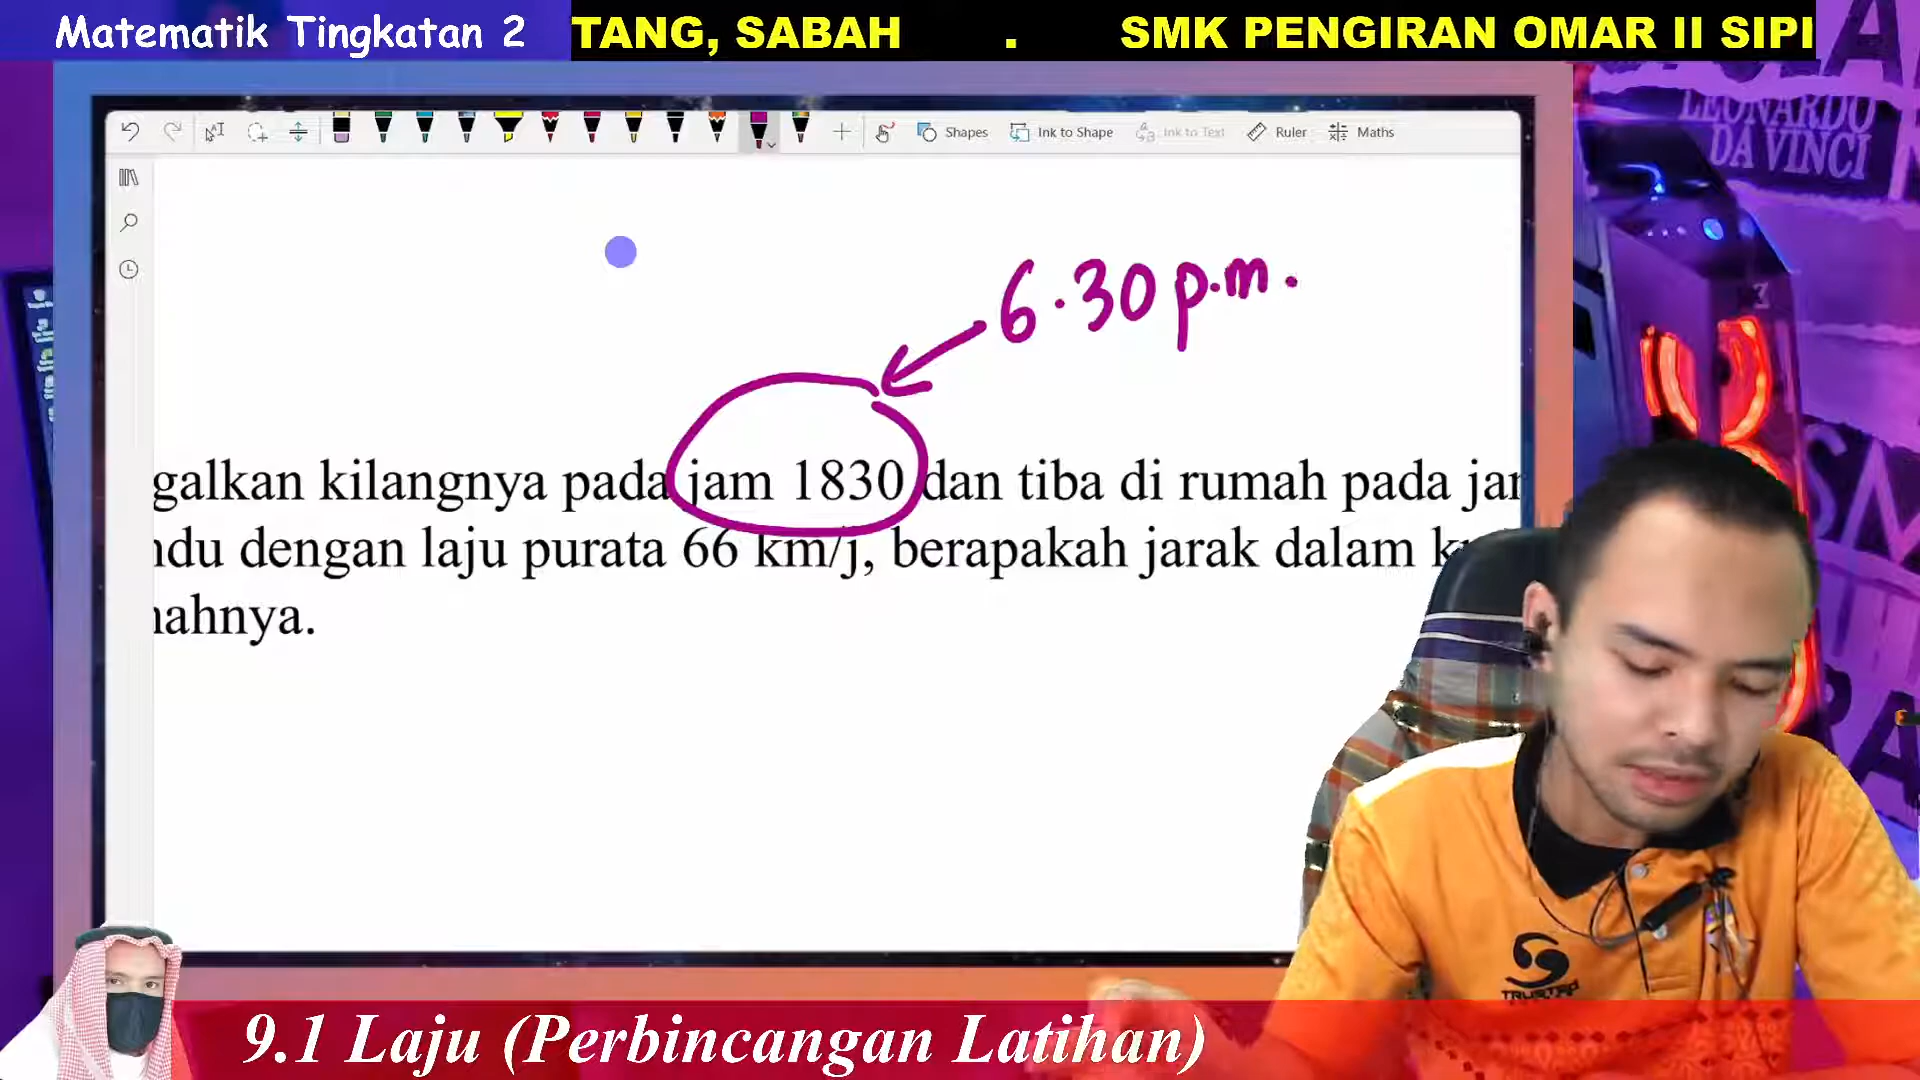 Matematik Tingkatan 2
TANG, SABAH . SMK PENGIRAN OMAR II SIPI
LEONARDO
DA VINCI
Shapes
Ink to Shape
Ink to Text
Ruler
Maths
6.30 p.m.
galkan kilangnya pada jam 1830 dan tiba di rumah pada jar
ndu dengan laju purata 66 km/j, berapakah jarak dalam k
nahnya.
9.1 Laju (Perbincangan Latihan)